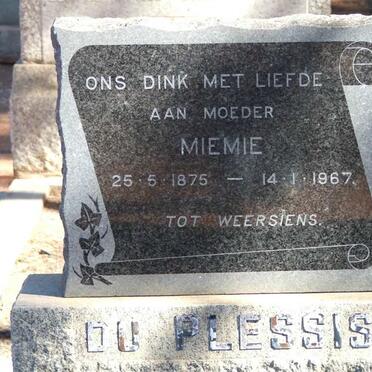 ONS DINK MET LIEFDE
AAN MOEDER
MIEMIE
25·5·1875 — 14·1·1967.
TOT WEERSIENS.
DU PLESSIS